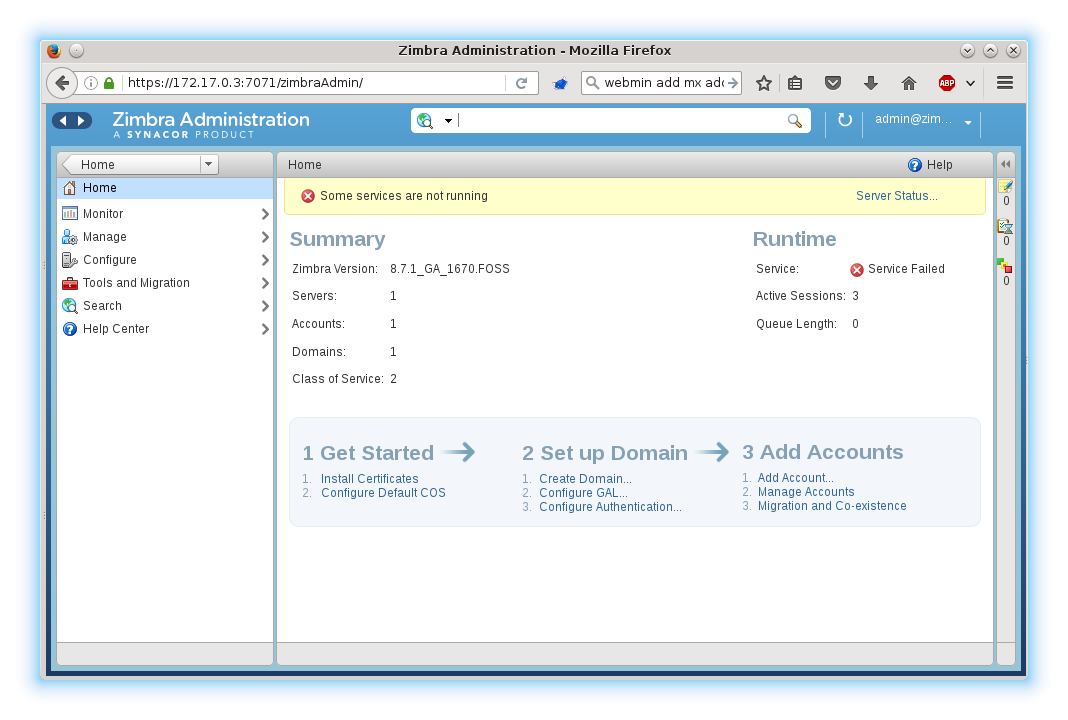 Zimbra Administration - Mozilla Firefox
https://172.17.0.3:7071/zimbraAdmin/
webmin add mx adc
ABP
Zimbra Administration
A SYNACOR PRODUCT
admin@zim...
Home
Home
Help
Home
Monitor
Manage
Configure
Tools and Migration
Search
Help Center
Some services are not running
Server Status...
Summary
Zimbra Version: 8.7.1_GA_1670.FOSS
Servers: 1
Accounts: 1
Domains: 1
Class of Service: 2
Runtime
Service: Service Failed
Active Sessions: 3
Queue Length: 0
0
0
0
1 Get Started
1. Install Certificates
2. Configure Default COS
2 Set up Domain
1. Create Domain...
2. Configure GAL...
3. Configure Authentication...
3 Add Accounts
1. Add Account...
2. Manage Accounts
3. Migration and Co-existence